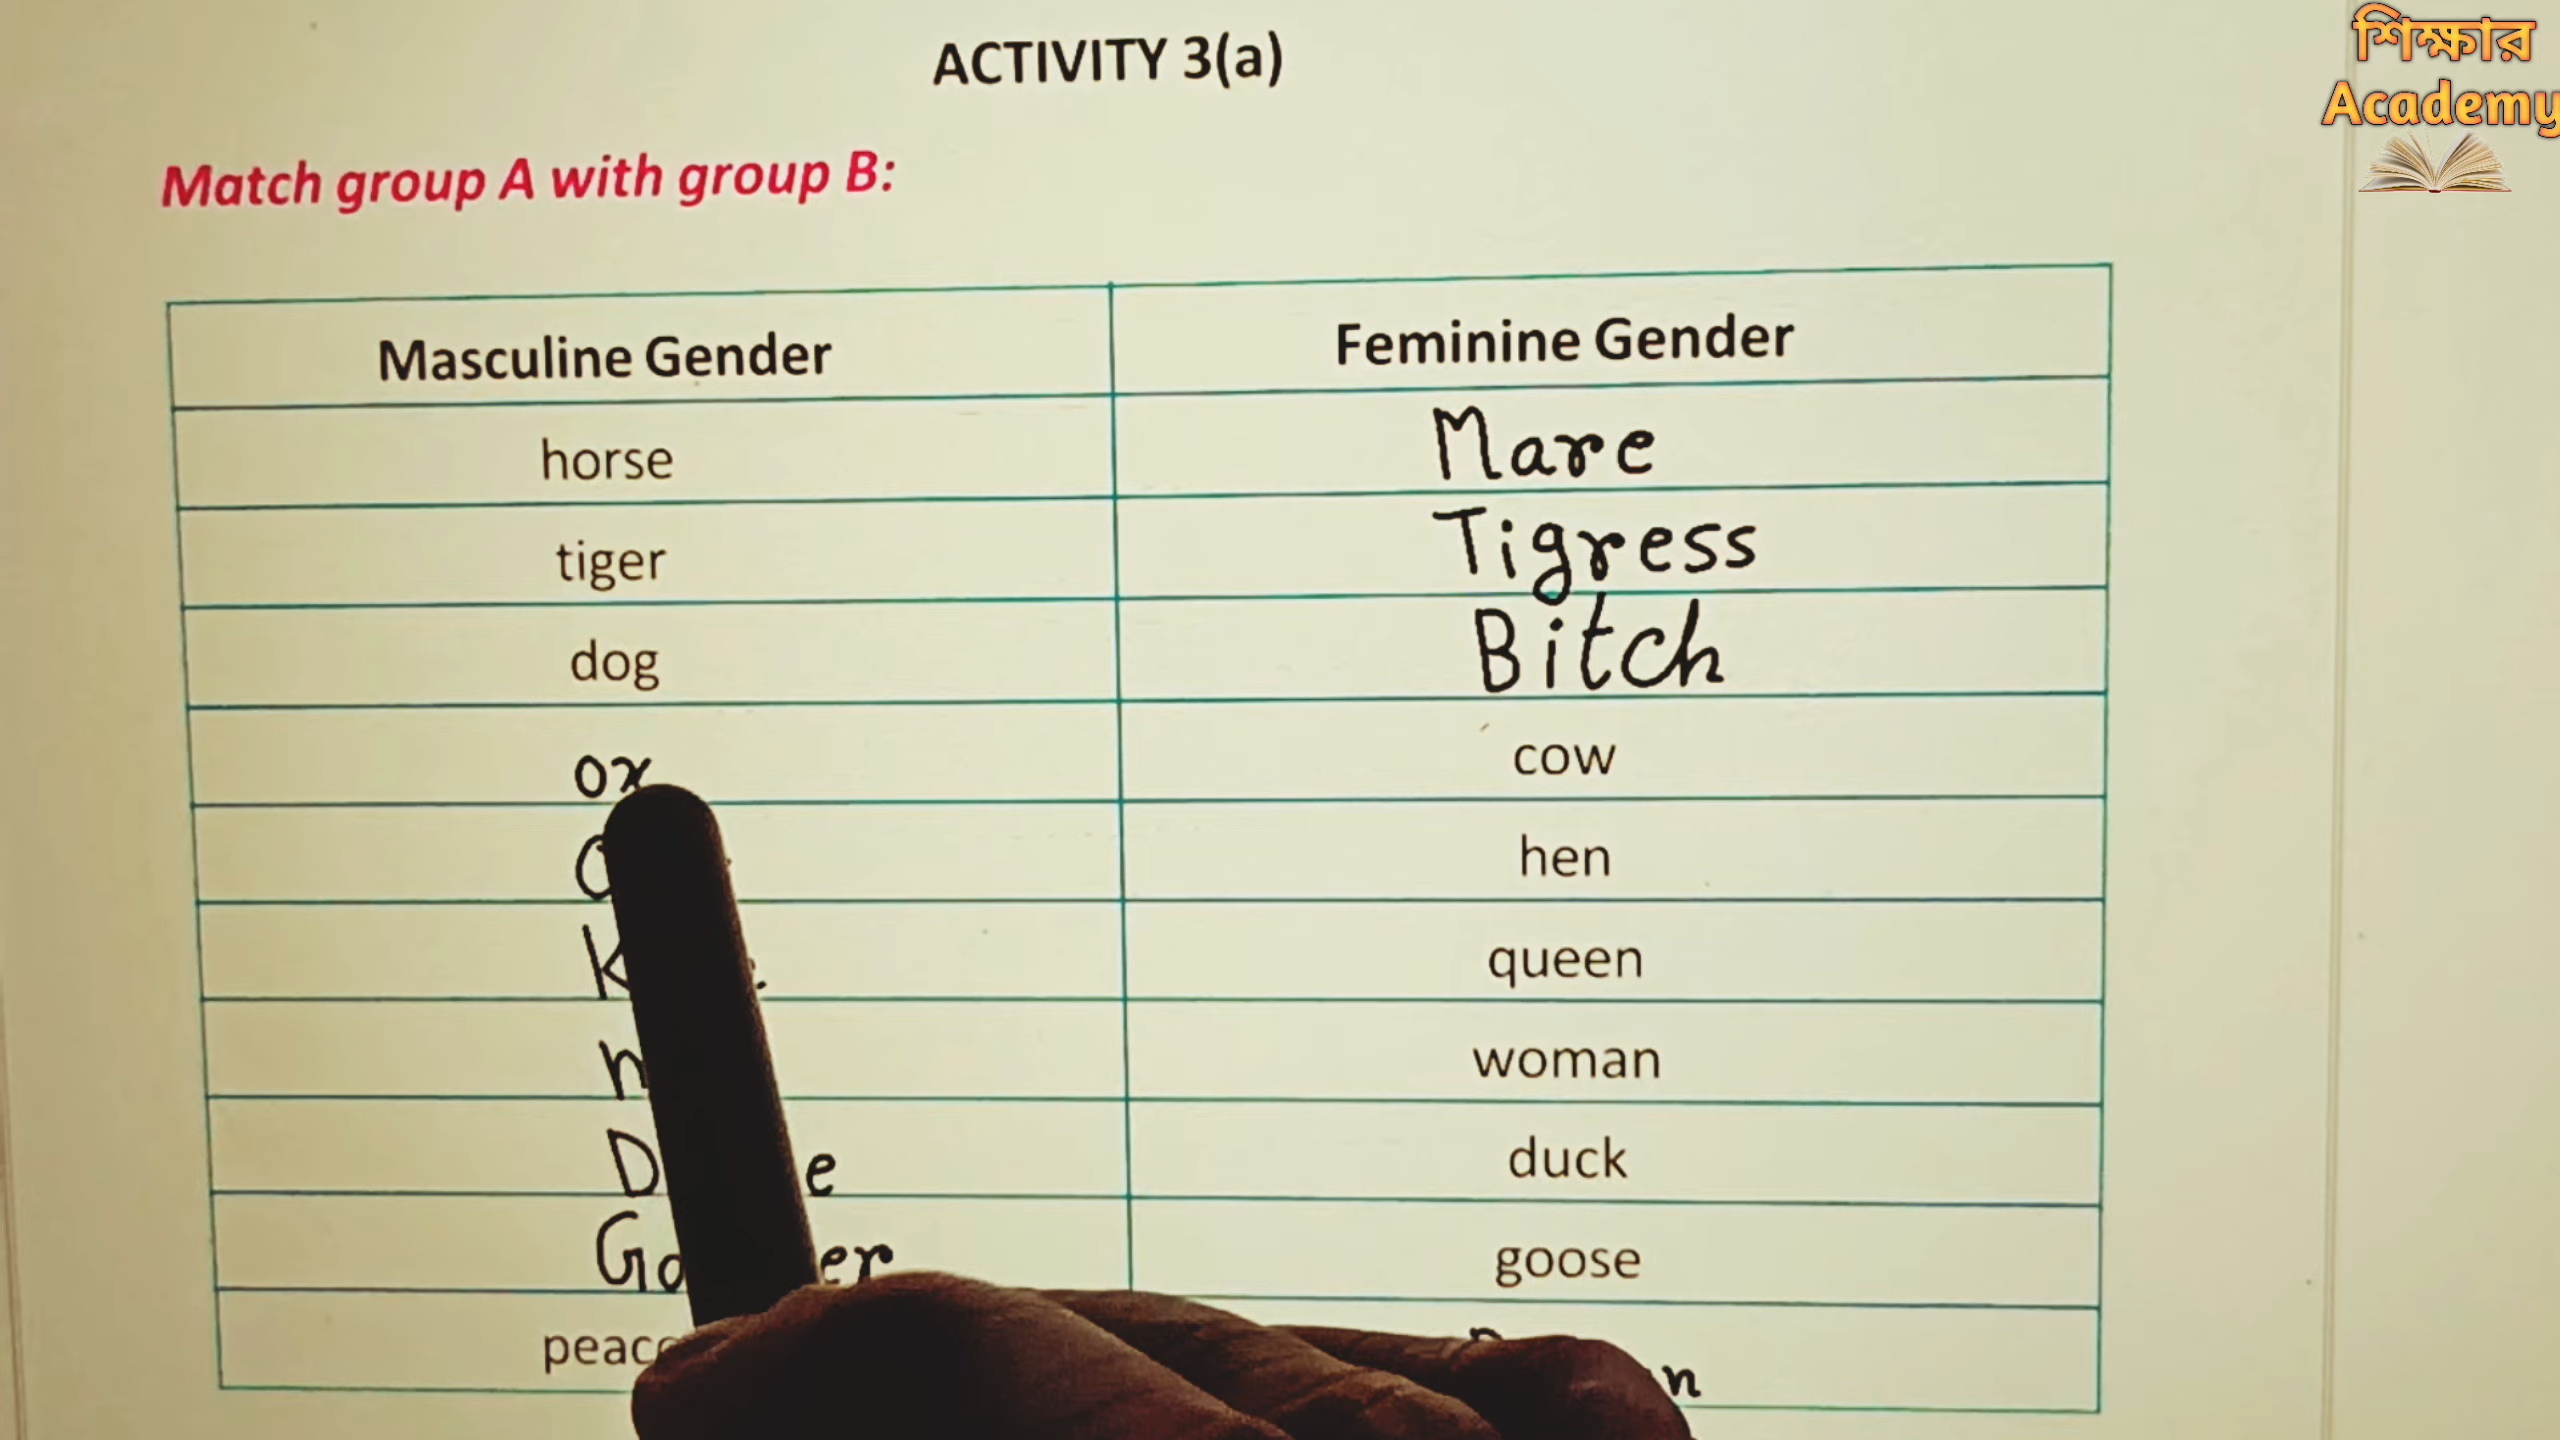 ACTIVITY 3(a)
শিক্ষার
Academy
Match group A with group B:
Masculine Gender Feminine Gender
horse Mare
tiger Tigress
dog Bitch
ox cow
hen
queen
woman
duck
goose